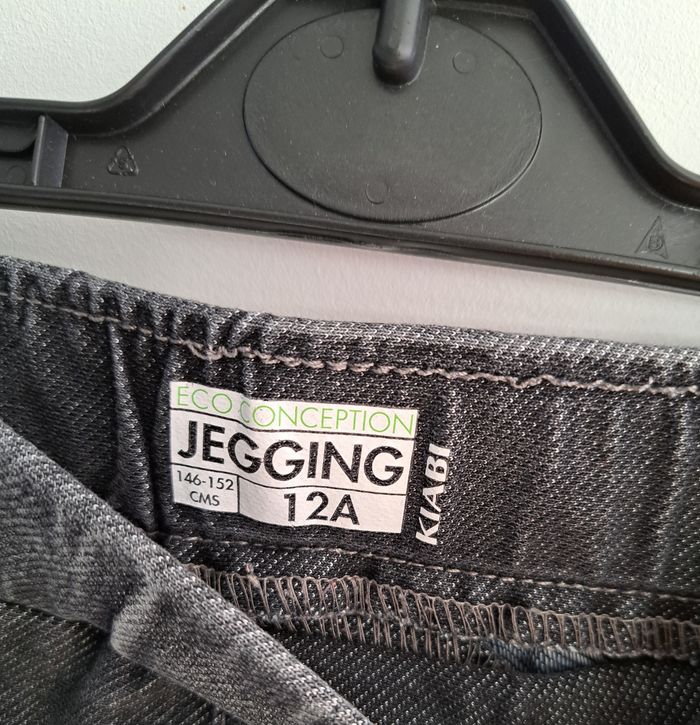 ECO CONCEPTION
JEGGING
146-152
CMS
12A
KIABI